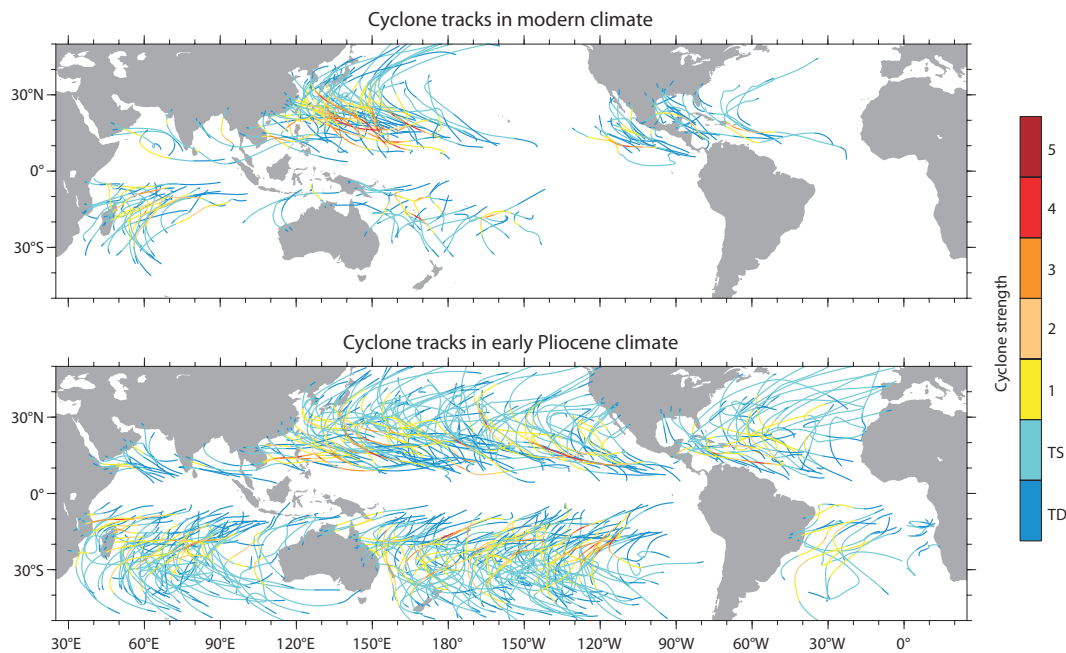 Cyclone tracks in modern climate
30°N
0°
30°S
Cyclone tracks in early Pliocene climate
30°N
0°
30°S
30°E 60°E 90°E 120°E 150°E 180° 150°W 120°W 90°W 60°W 30°W 0°
Cyclone strength
5
4
3
2
1
TS
TD